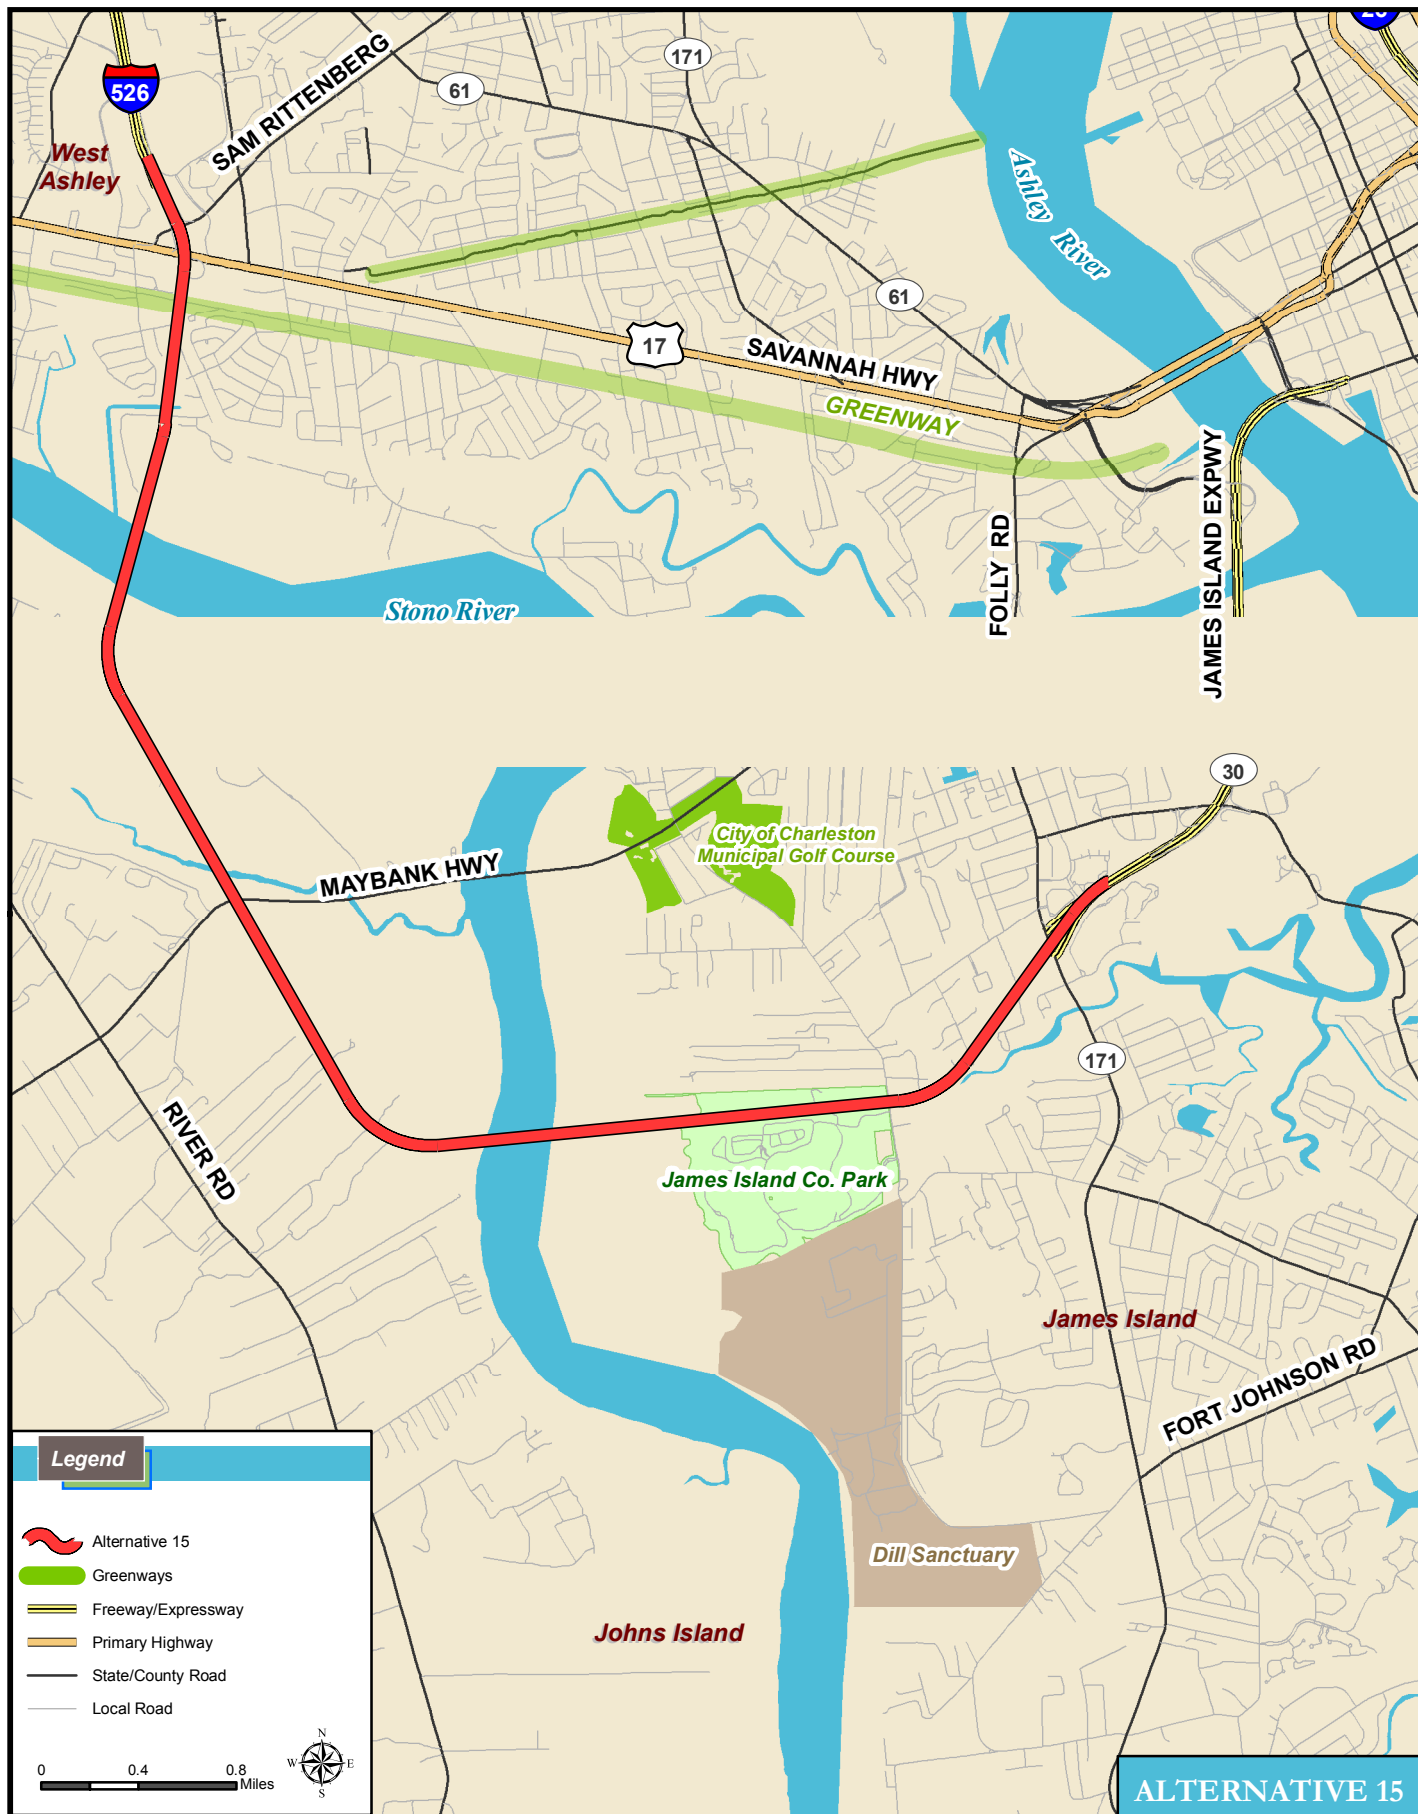 26
171
SAM RITTENBERG
61
526
West
Ashley
Ashley River
61
17
SAVANNAH HWY
GREENWAY
JAMES ISLAND EXPWY
FOLLY RD
Stono River
30
City of Charleston
Municipal Golf Course
MAYBANK HWY
171
RIVER RD
James Island Co. Park
James Island
FORT JOHNSON RD
Dill Sanctuary
Johns Island
Legend
Alternative 15
Greenways
Freeway/Expressway
Primary Highway
State/County Road
Local Road
N
W E
S
0 0.4 0.8
Miles
ALTERNATIVE 15